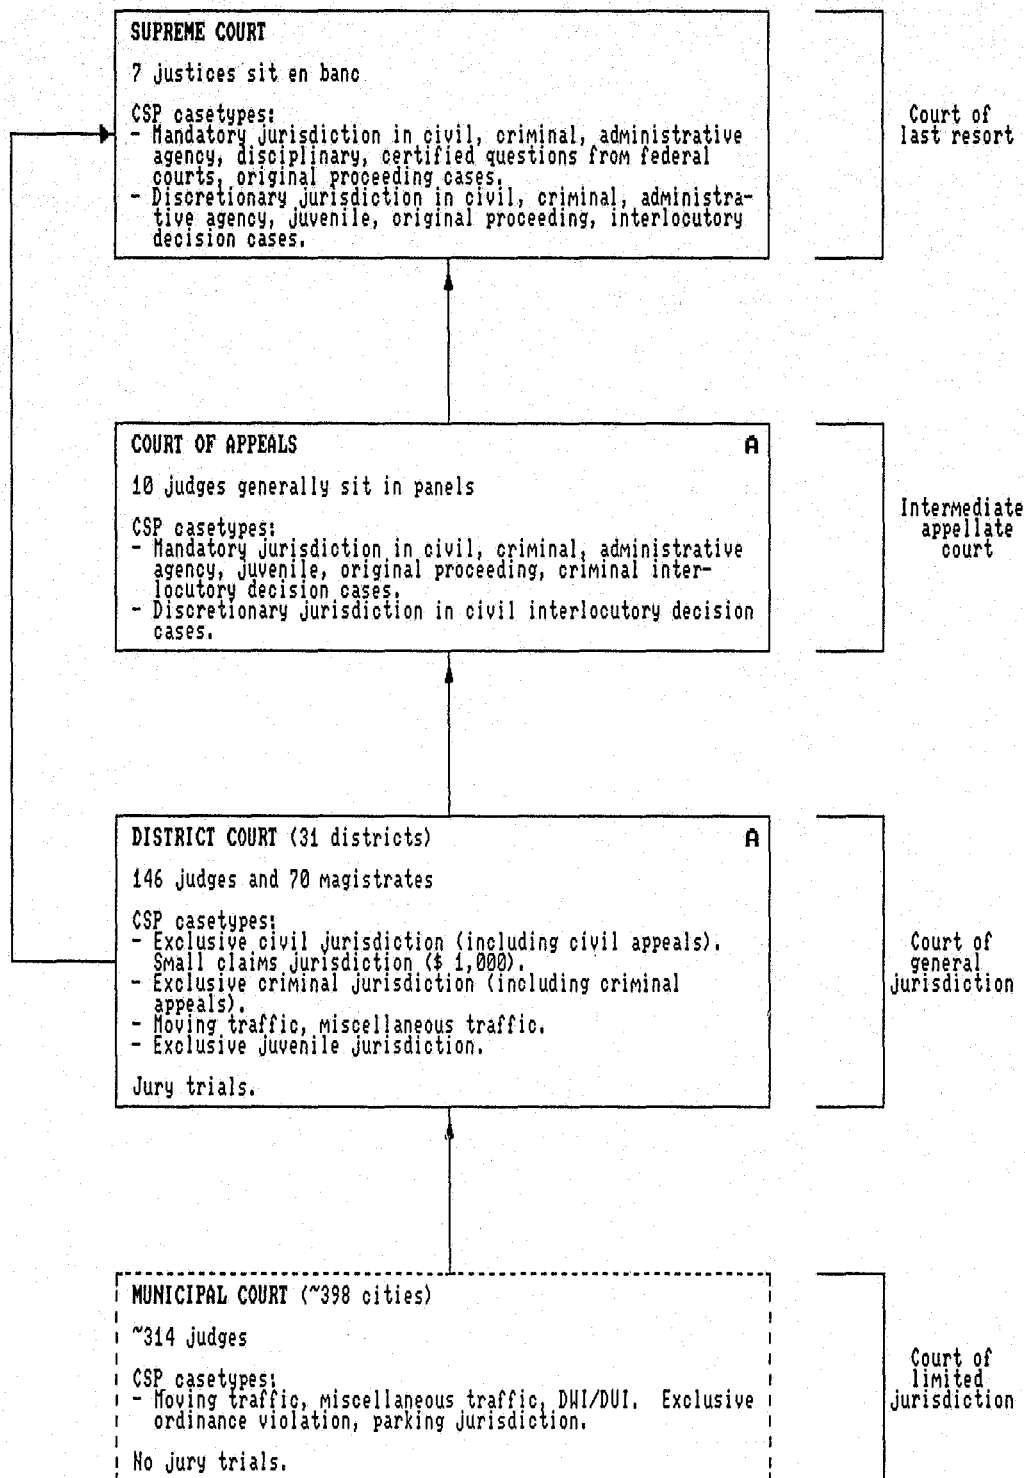 SUPREME COURT
7 justices sit en banc
CSP casetypes:
- Mandatory jurisdiction in civil, criminal, administrative
agency, disciplinary, certified questions from federal
courts, original proceeding cases.
- Discretionary jurisdiction in civil, criminal, administra-
tive agency, juvenile, original proceeding, interlocutory
decision cases.
Court of
last resort
COURT OF APPEALS A
10 judges generally sit in panels
CSP casetypes:
- Mandatory jurisdiction in civil, criminal, administrative
agency, juvenile, original proceeding, criminal inter-
locutory decision cases.
- Discretionary jurisdiction in civil interlocutory decision
cases.
Intermediate
appellate
court
DISTRICT COURT (31 districts) A
146 judges and 70 magistrates
CSP casetypes:
- Exclusive civil jurisdiction (including civil appeals).
Small claims jurisdiction ($ 1,000).
- Exclusive criminal jurisdiction (including criminal
appeals).
- Moving traffic, miscellaneous traffic.
- Exclusive juvenile jurisdiction.
Jury trials.
Court of
general
jurisdiction
MUNICIPAL COURT (~398 cities)
~314 judges
CSP casetypes:
- Moving traffic, miscellaneous traffic, DWI/DUI. Exclusive
ordinance violation, parking jurisdiction.
No jury trials.
Court of
limited
jurisdiction